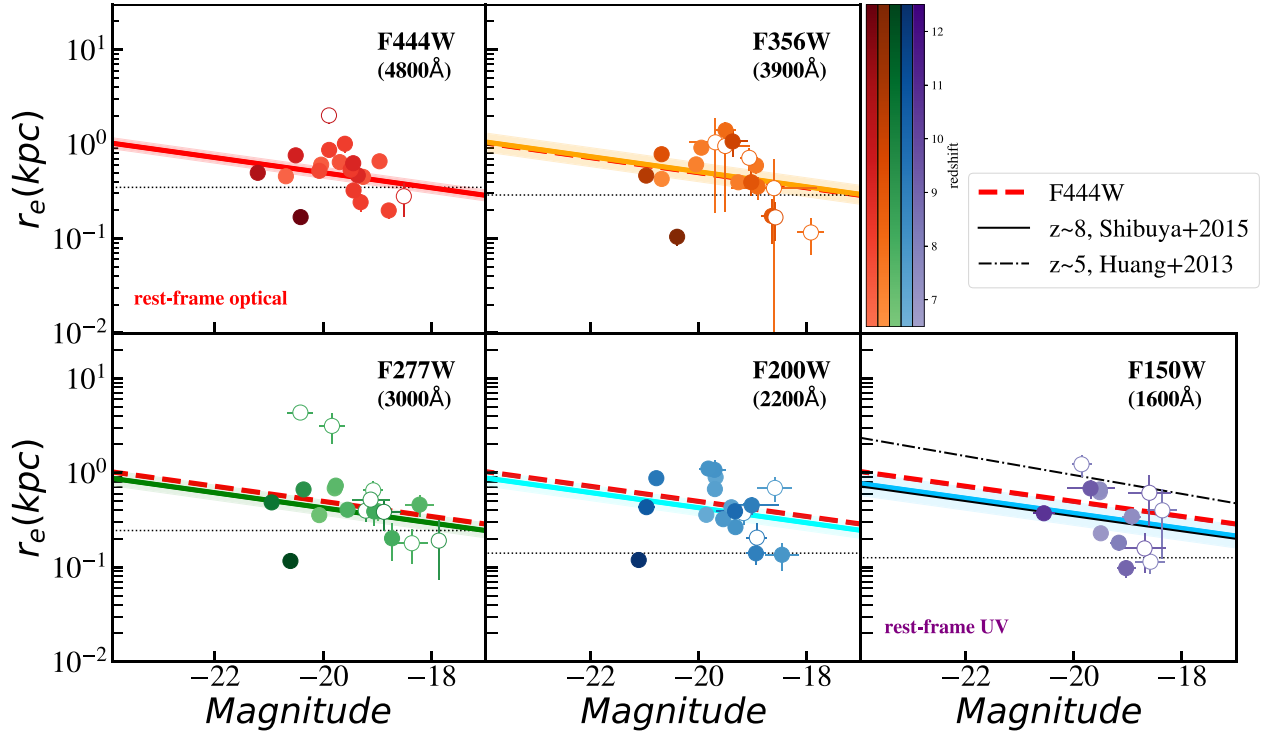 F444W
(4800Å)
rest-frame optical
r_e(kpc)
10^1
10^0
10^{-1}
10^{-2}
F356W
(3900Å)
12
11
10
9
8
7
redshift
F444W
z~8, Shibuya+2015
z~5, Huang+2013
F277W
(3000Å)
r_e(kpc)
10^1
10^0
10^{-1}
10^{-2}
−22 −20 −18
Magnitude
F200W
(2200Å)
−22 −20 −18
Magnitude
F150W
(1600Å)
rest-frame UV
−22 −20 −18
Magnitude